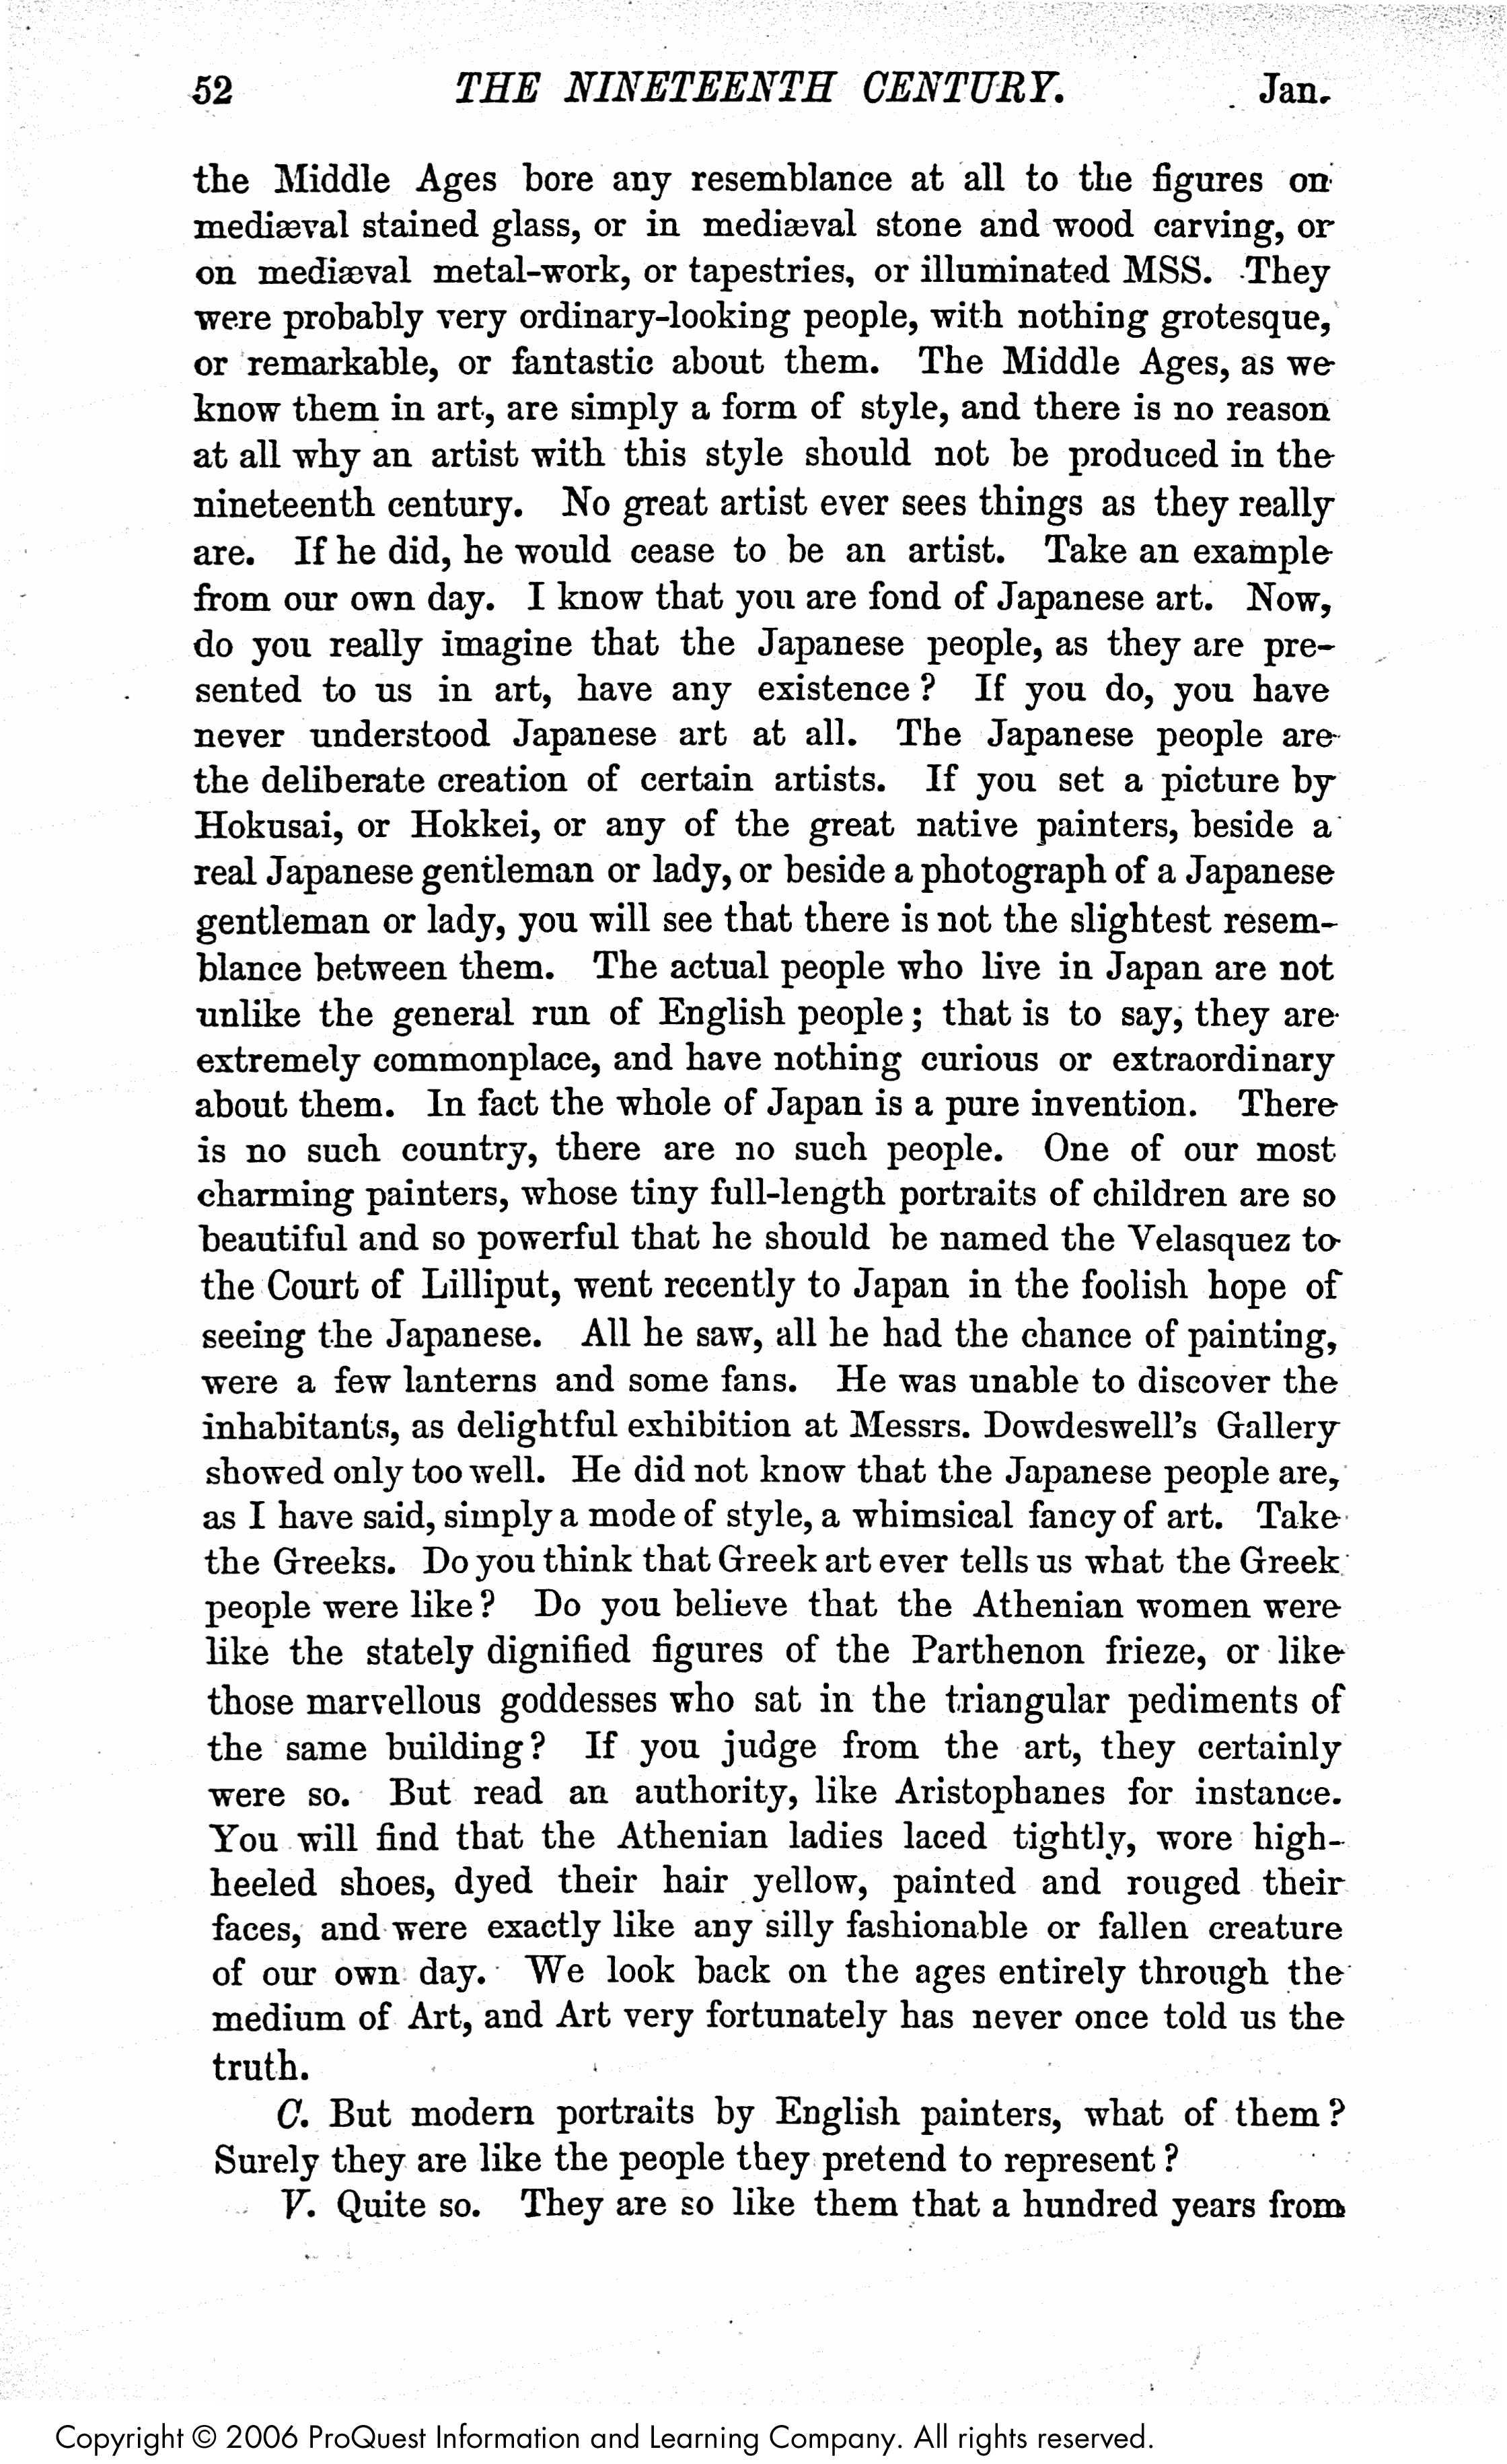 52 THE NINETEENTH CENTURY. Jan.
the Middle Ages bore any resemblance at all to the figures on
mediæval stained glass, or in mediæval stone and wood carving, or
on mediæval metal-work, or tapestries, or illuminated MSS. They
were probably very ordinary-looking people, with nothing grotesque,
or remarkable, or fantastic about them. The Middle Ages, as we
know them in art, are simply a form of style, and there is no reason
at all why an artist with this style should not be produced in the
nineteenth century. No great artist ever sees things as they really
are. If he did, he would cease to be an artist. Take an example
from our own day. I know that you are fond of Japanese art. Now,
do you really imagine that the Japanese people, as they are pre-
sented to us in art, have any existence? If you do, you have
never understood Japanese art at all. The Japanese people are
the deliberate creation of certain artists. If you set a picture by
Hokusai, or Hokkei, or any of the great native painters, beside a
real Japanese gentleman or lady, or beside a photograph of a Japanese
gentleman or lady, you will see that there is not the slightest resem-
blance between them. The actual people who live in Japan are not
unlike the general run of English people; that is to say, they are
extremely commonplace, and have nothing curious or extraordinary
about them. In fact the whole of Japan is a pure invention. There
is no such country, there are no such people. One of our most
charming painters, whose tiny full-length portraits of children are so
beautiful and so powerful that he should be named the Velasquez to
the Court of Lilliput, went recently to Japan in the foolish hope of
seeing the Japanese. All he saw, all he had the chance of painting,
were a few lanterns and some fans. He was unable to discover the
inhabitants, as delightful exhibition at Messrs. Dowdeswell's Gallery
showed only too well. He did not know that the Japanese people are,
as I have said, simply a mode of style, a whimsical fancy of art. Take
the Greeks. Do you think that Greek art ever tells us what the Greek
people were like? Do you believe that the Athenian women were
like the stately dignified figures of the Parthenon frieze, or like
those marvellous goddesses who sat in the triangular pediments of
the same building? If you judge from the art, they certainly
were so. But read an authority, like Aristophanes for instance.
You will find that the Athenian ladies laced tightly, wore high-
heeled shoes, dyed their hair yellow, painted and rouged their
faces, and were exactly like any silly fashionable or fallen creature
of our own day. We look back on the ages entirely through the
medium of Art, and Art very fortunately has never once told us the
truth.
C. But modern portraits by English painters, what of them?
Surely they are like the people they pretend to represent?
V. Quite so. They are so like them that a hundred years from
Copyright © 2006 ProQuest Information and Learning Company. All rights reserved.